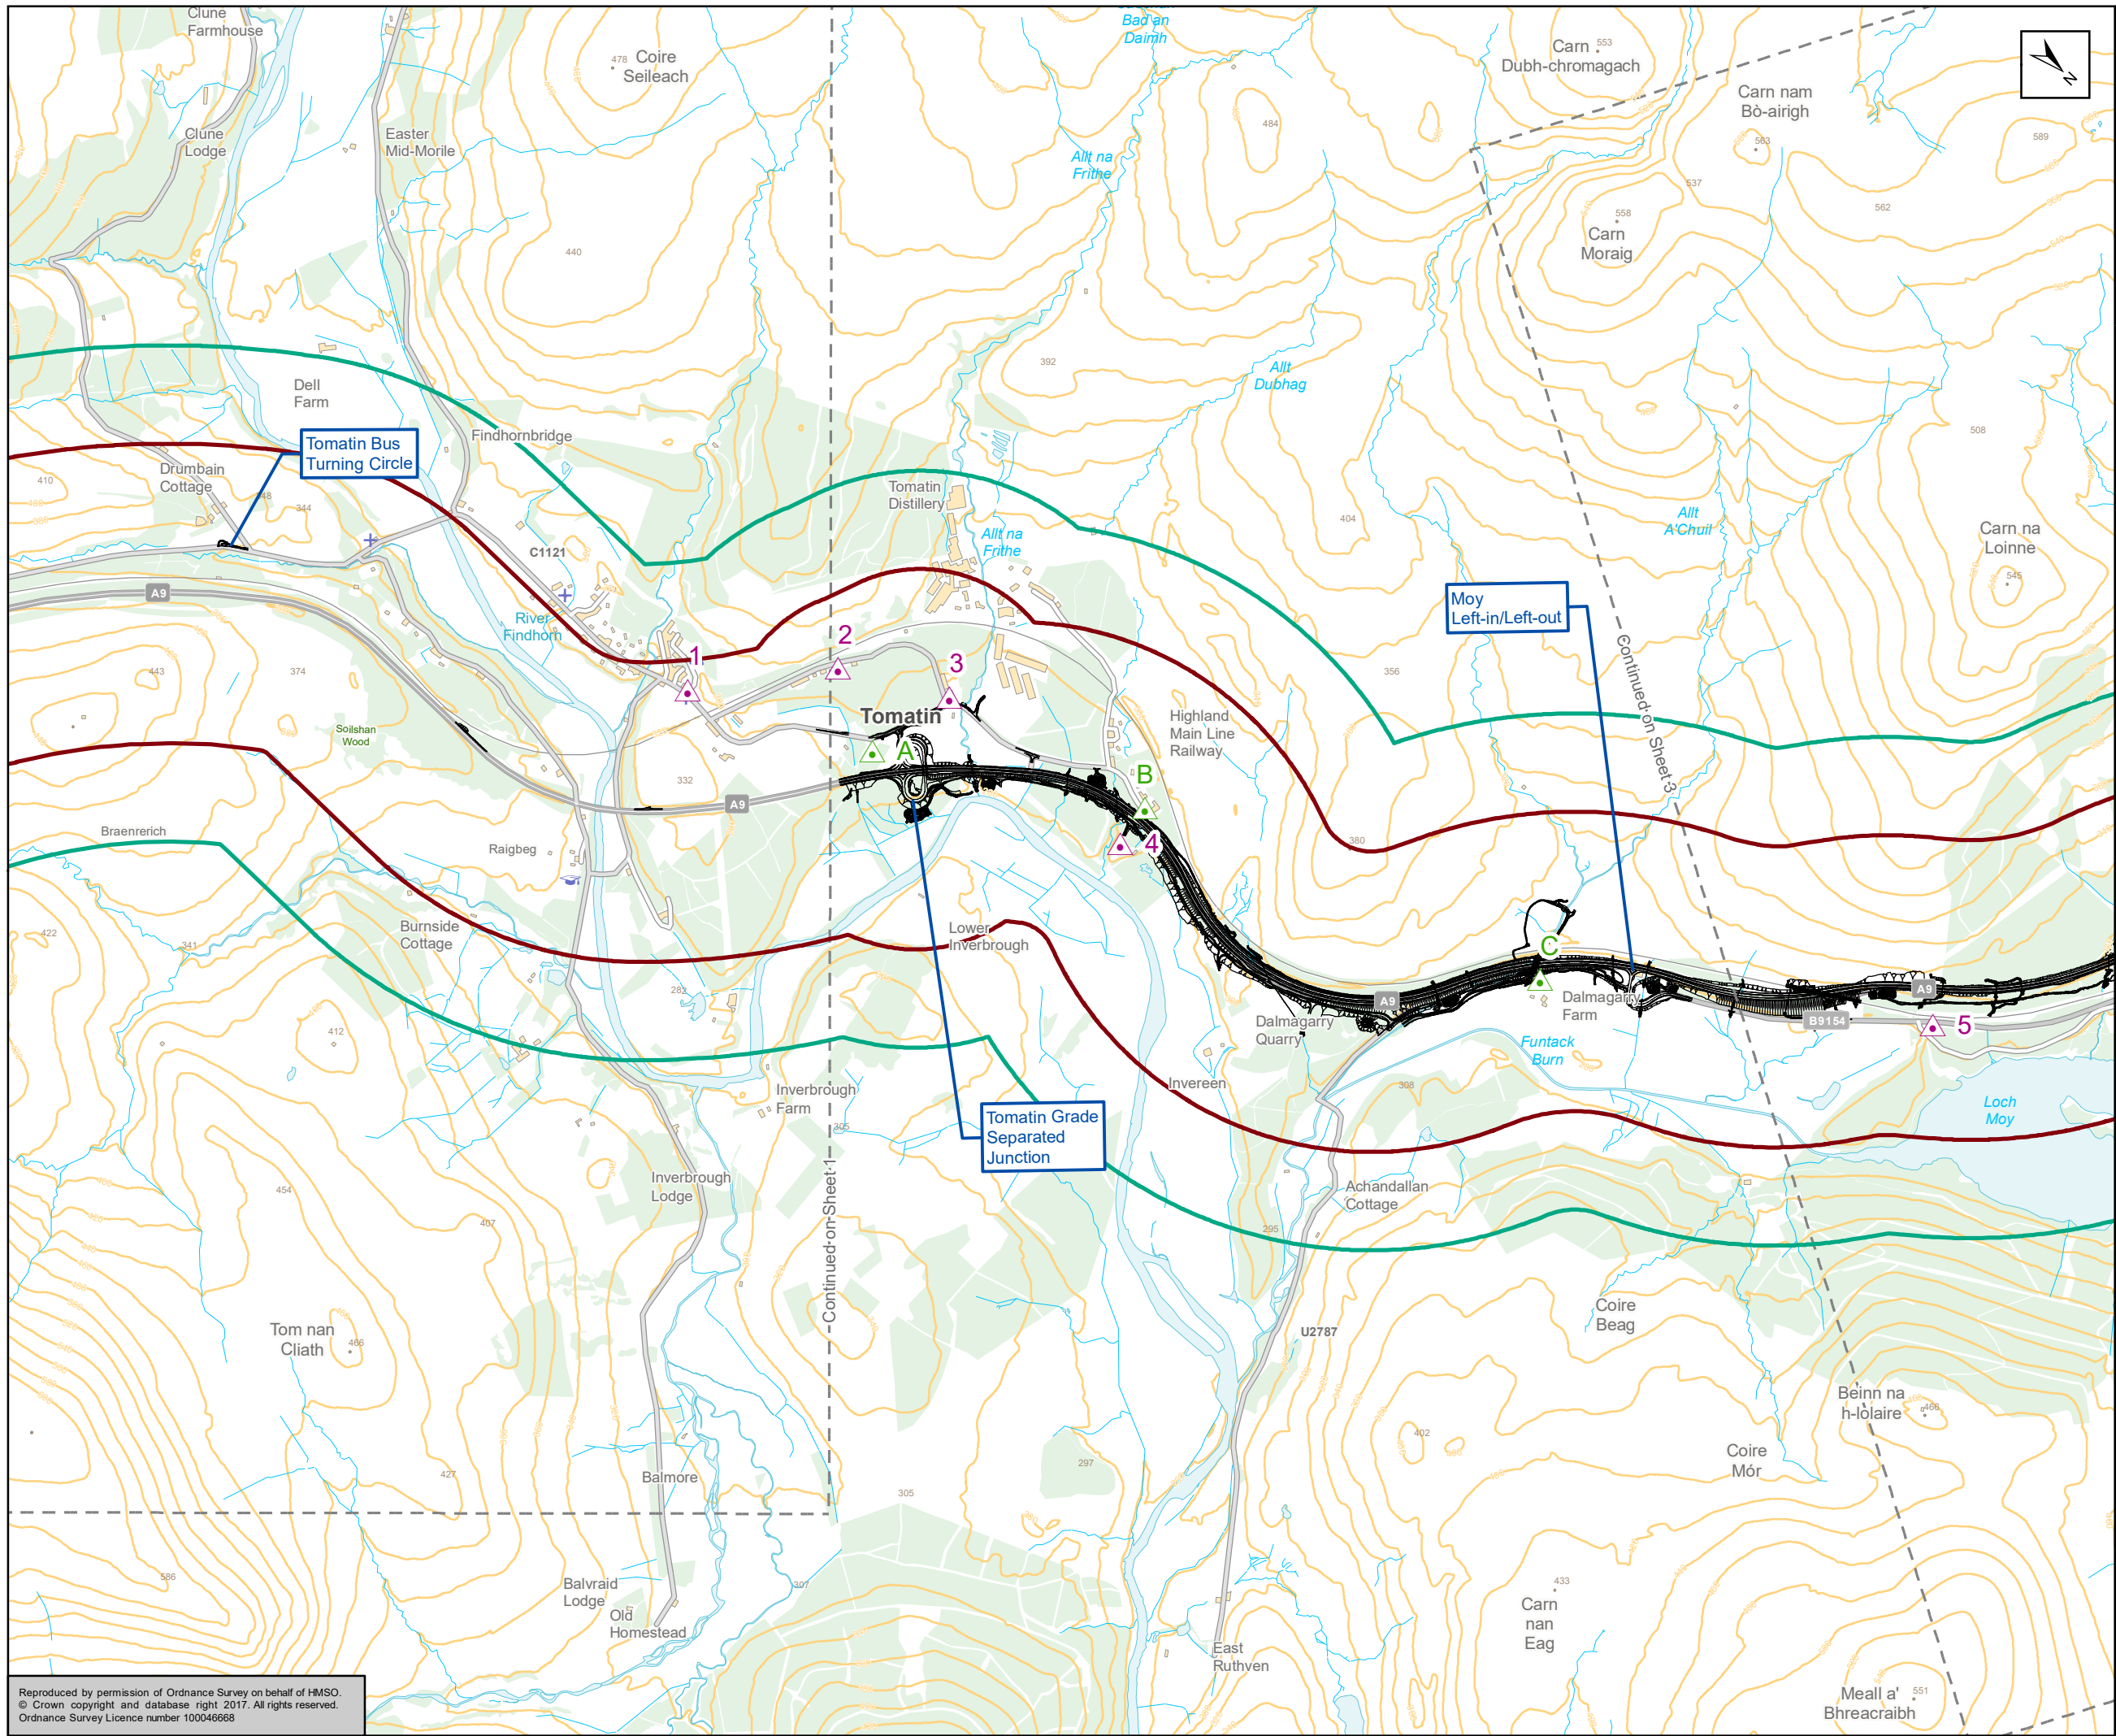 Clune
Farmhouse
478
Coire
Seileach
Bad an
Daimh
Carn
553
Dubh-chromagach
Carn nam
Bò-airigh
N
Clune
Lodge
Easter
Mid-Morile
484
563
589
Allt na
Frithe
537
558
562
Carn
Moraig
440
392
Allt
Dubhag
Dell
Farm
Findhornbridge
508
Tomatin Bus
Turning Circle
Drumbain
Cottage
410
348
344
Tomatin
Distillery
Allt na
Frithe
404
Allt
A'Chuil
Carn na
Loinne
545
C1121
A9
River
Findhorn
Moy
Left-in/Left-out
Continued on Sheet 3
1
2
3
443
374
356
Soilshan
Wood
Tomatin
Highland
Main Line
Railway
A
B
332
A9
4
380
Braenrerich
Raigbeg
422
341
Burnside
Cottage
Lower
Inverbrough
C
282
A9
Dalmagarry
Farm
A9
B9154
5
412
Dalmagarry
Quarry
Funtack
Burn
Inverbrough
Farm
305
Invereen
308
Loch
Moy
Tomatin Grade
Separated
Junction
Continued on Sheet 1
454
407
Inverbrough
Lodge
Achandallan
Cottage
295
Tom nan
Cliath
466
U2787
Coire
Beag
Beinn na
h-Iolaire
466
402
Coire
Mór
427
Balmore
297
305
586
Balvraid
Lodge
307
Old
Homestead
433
Carn
nan
Eag
East
Ruthven
Meall a'
Bhreacraibh
551
Reproduced by permission of Ordnance Survey on behalf of HMSO.
© Crown copyright and database right 2017. All rights reserved.
Ordnance Survey Licence number 100046668